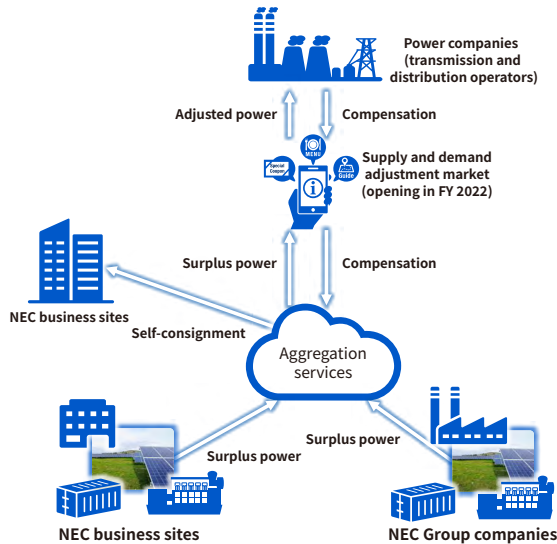 Power companies
(transmission and
distribution operators)
Adjusted power
Compensation
MENU
Special
Coupon
Guide
Supply and demand
adjustment market
(opening in FY 2022)
Surplus power
Compensation
NEC business sites
Self-consignment
Aggregation
services
Surplus power
Surplus power
NEC business sites
NEC Group companies